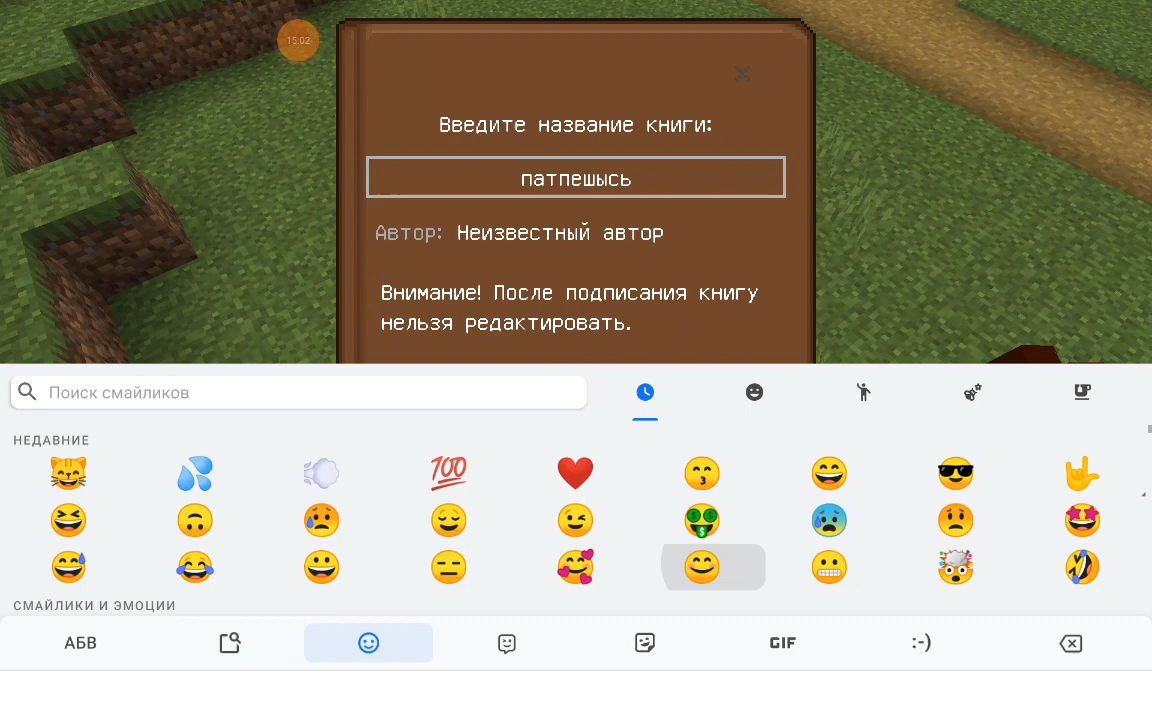 15:02
Введите название книги:
патпешысь
Автор: Неизвестный автор
Внимание! После подписания книгу
нельзя редактировать.
Поиск смайликов
НЕДАВНИЕ
100
СМАЙЛИКИ И ЭМОЦИИ
АБВ
GIF
:-)